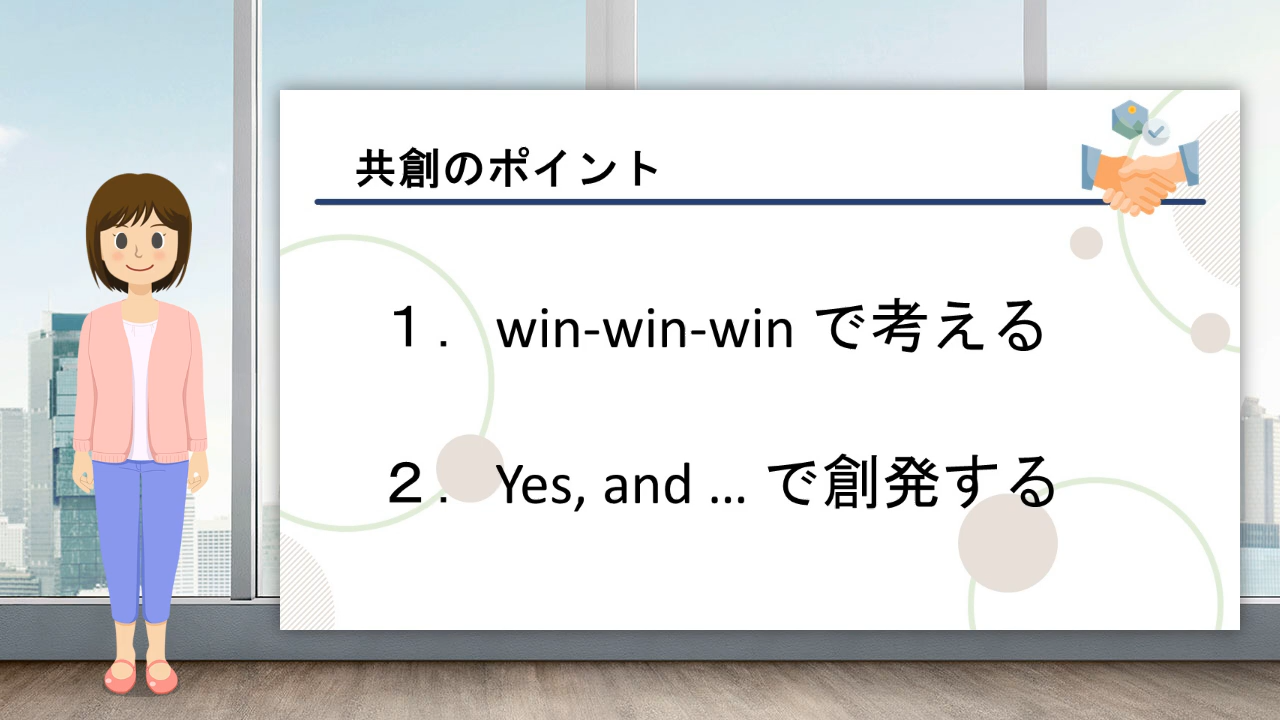 共創のポイント
１． win-win-win で考える
２． Yes, and … で創発する